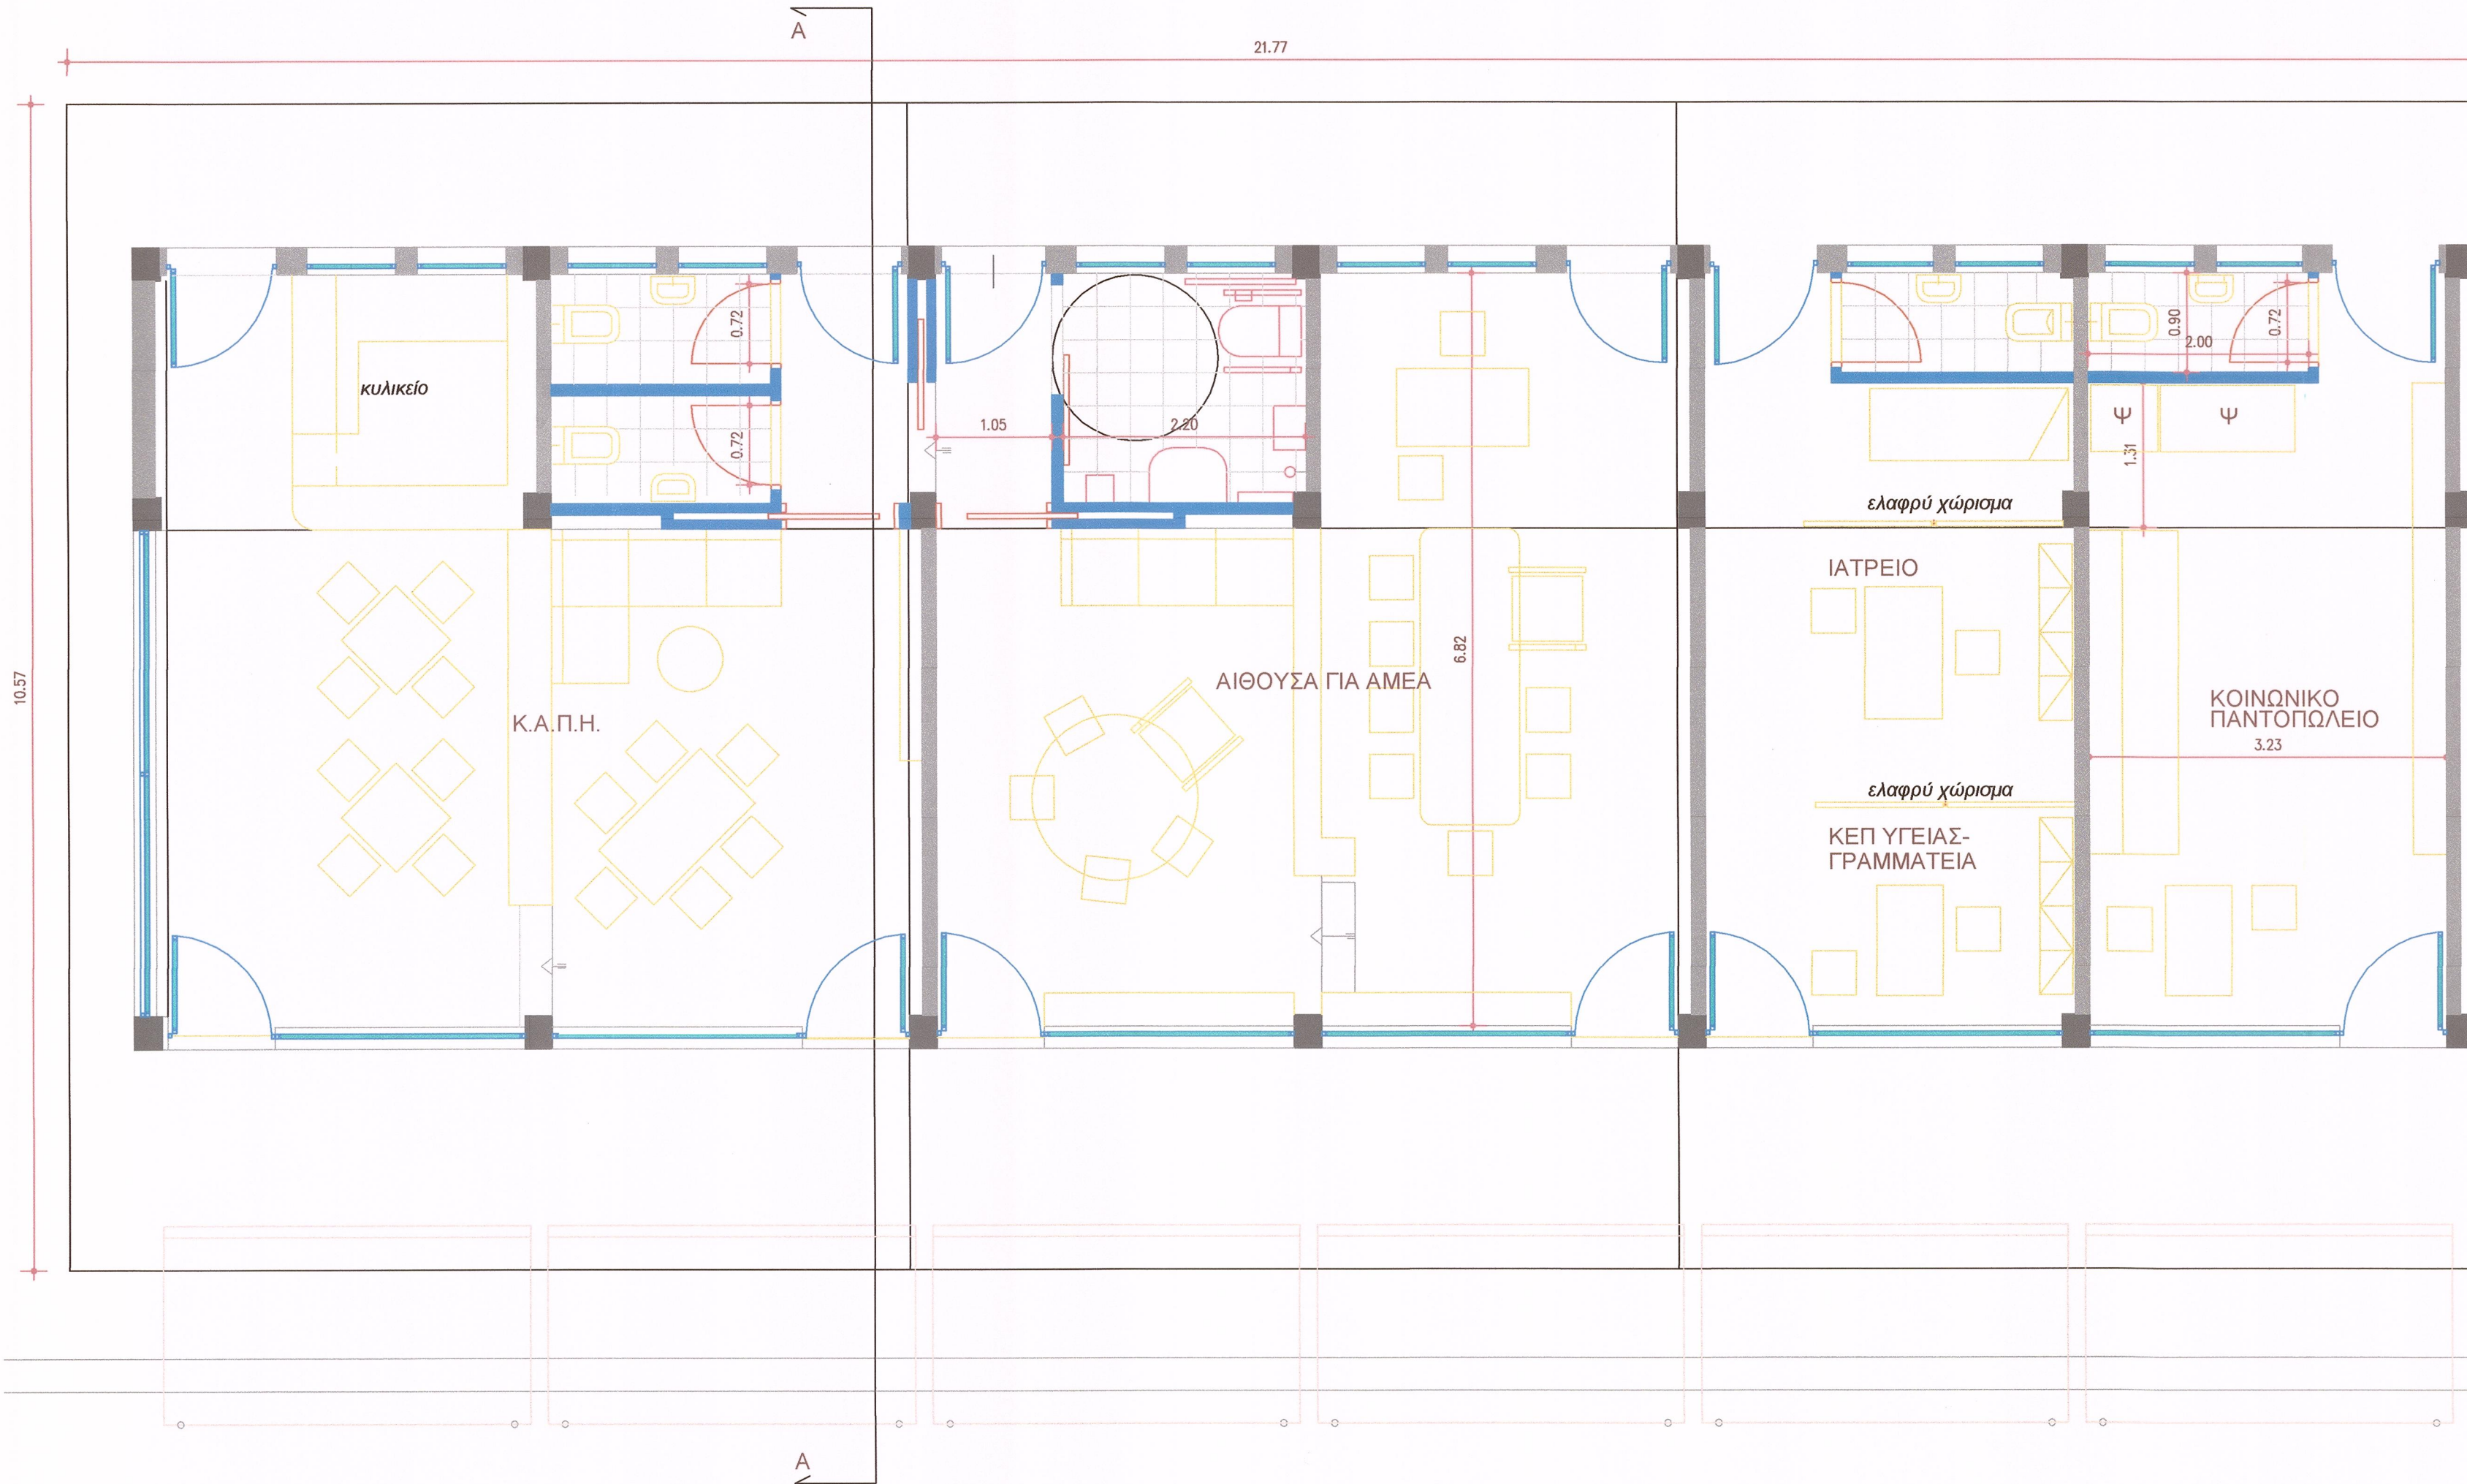 A
21.77
10.57
κυλικείο
0.72
0.72
1.05
2.20
6.82
0.90
0.72
2.00
Ψ
Ψ
1.31
ελαφρύ χώρισμα
ΙΑΤΡΕΙΟ
ΑΙΘΟΥΣΑ ΓΙΑ ΑΜΕΑ
Κ.Α.Π.Η.
ΚΟΙΝΩΝΙΚΟ
ΠΑΝΤΟΠΩΛΕΙΟ
3.23
ελαφρύ χώρισμα
ΚΕΠ ΥΓΕΙΑΣ-
ΓΡΑΜΜΑΤΕΙΑ
A